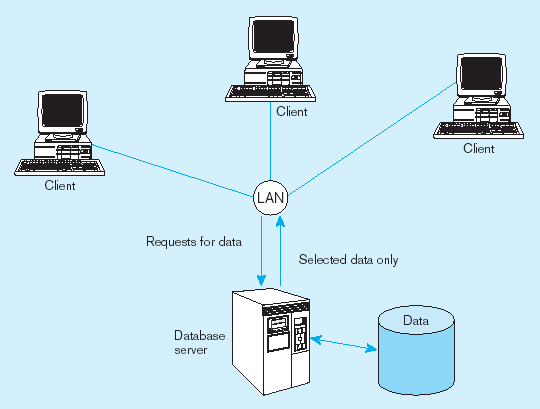 Client
Client
Client
LAN
Requests for data
Selected data only
Database
server
Data